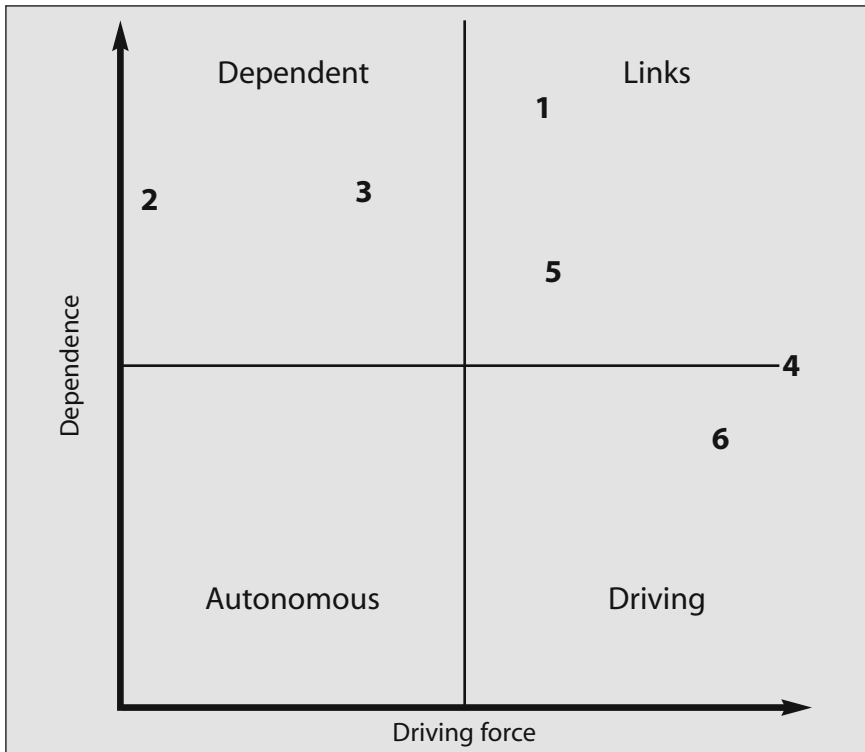 Dependent
Links
1
2
3
5
Dependence
4
6
Autonomous
Driving
Driving force